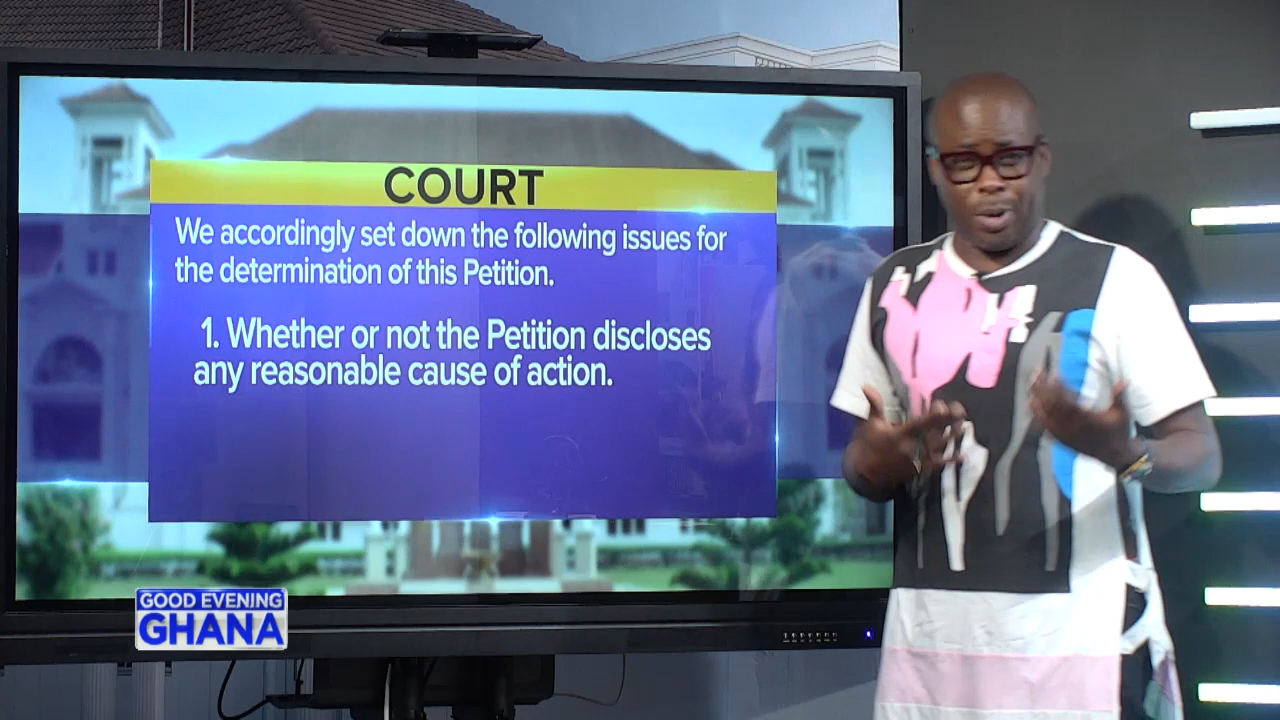 COURT
We accordingly set down the following issues for
the determination of this Petition.
1. Whether or not the Petition discloses
any reasonable cause of action.
GOOD EVENING
GHANA